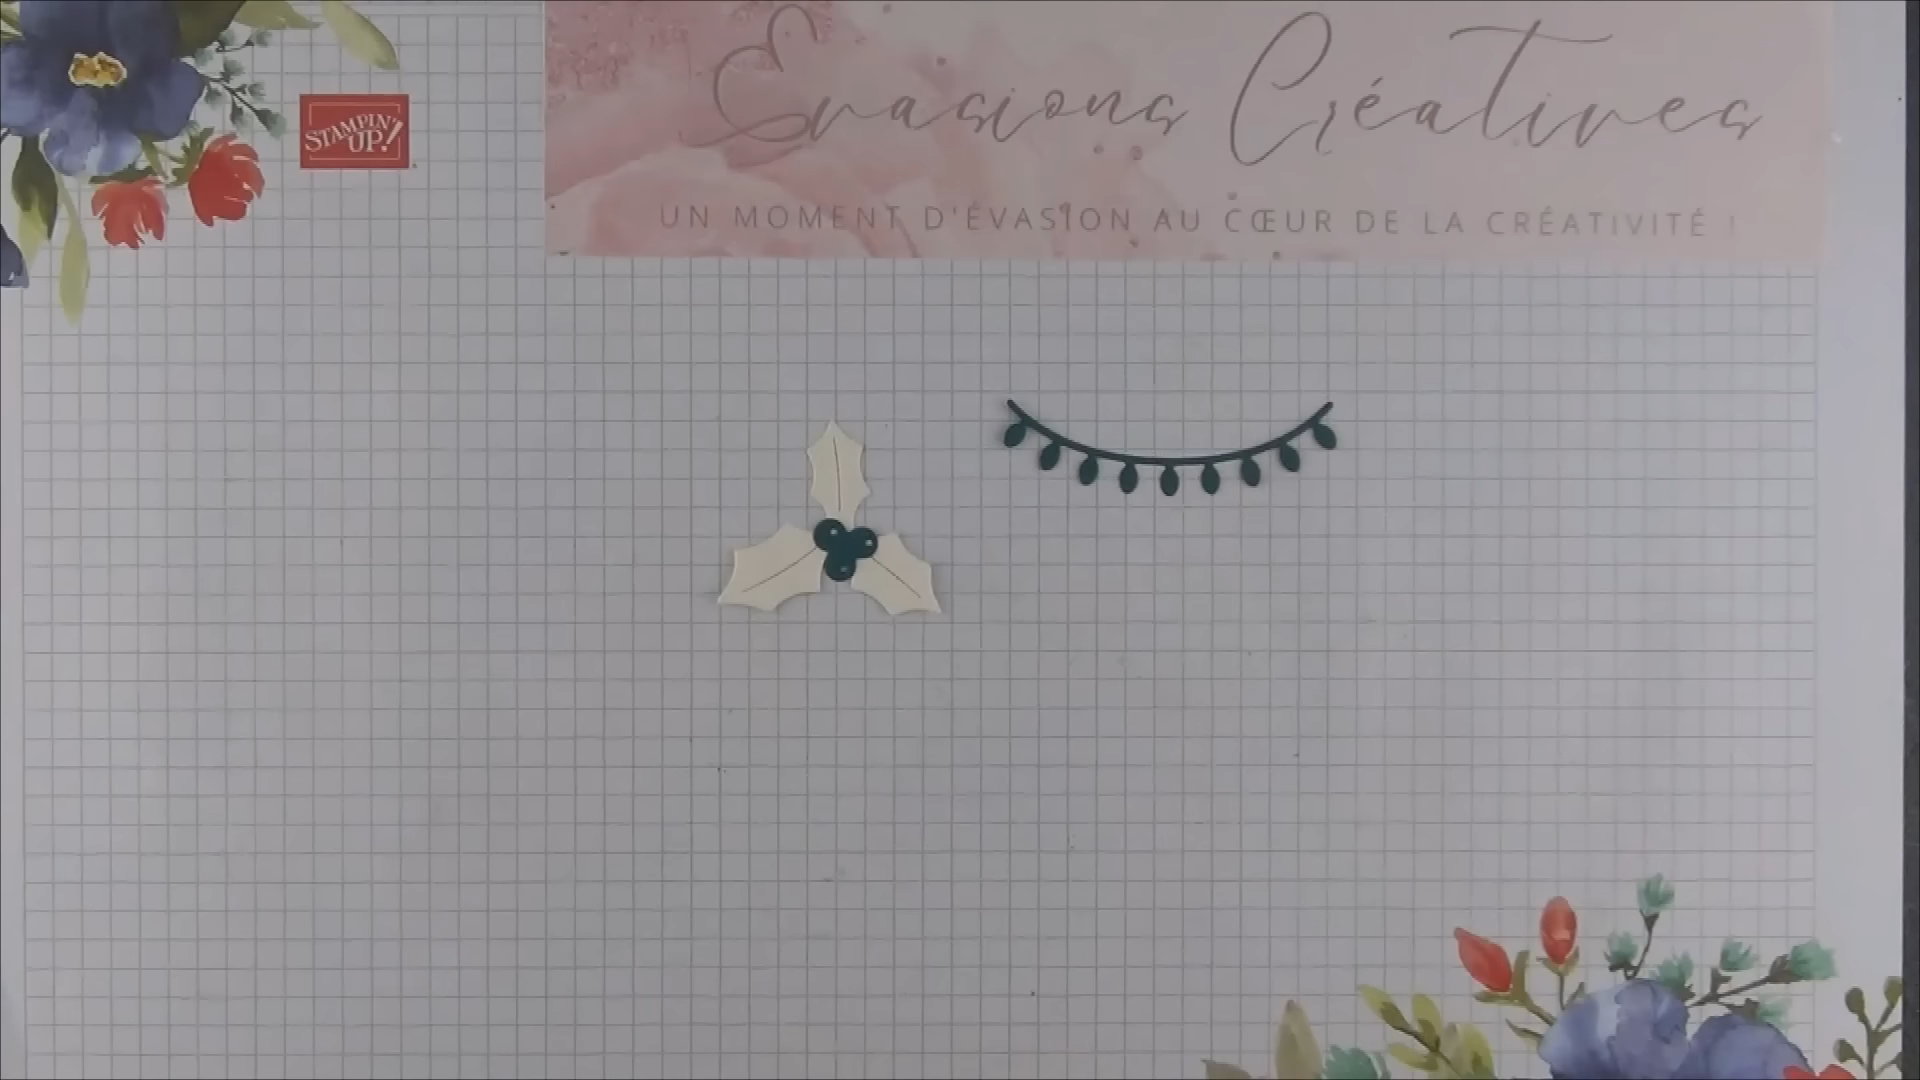 Evasions Créatives
STAMPIN'
UP!
UN MOMENT D'ÉVASION AU CŒUR DE LA CRÉATIVITÉ !